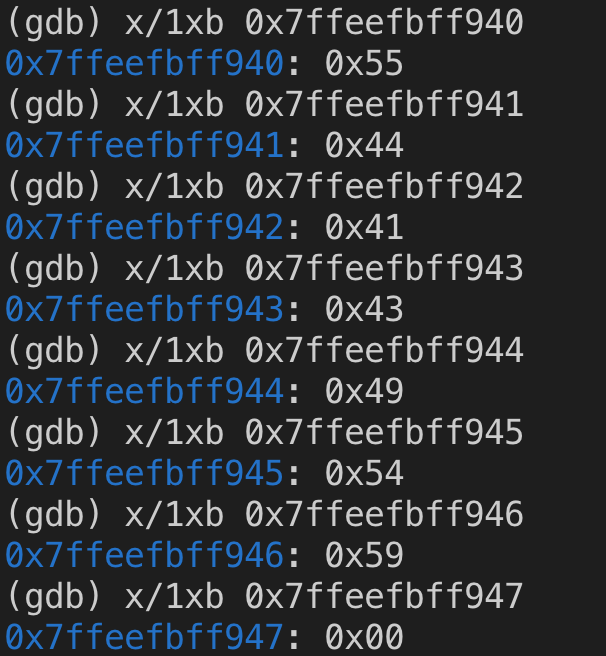 (gdb) x/1xb 0x7ffeefbff940
0x7ffeefbff940: 0x55
(gdb) x/1xb 0x7ffeefbff941
0x7ffeefbff941: 0x44
(gdb) x/1xb 0x7ffeefbff942
0x7ffeefbff942: 0x41
(gdb) x/1xb 0x7ffeefbff943
0x7ffeefbff943: 0x43
(gdb) x/1xb 0x7ffeefbff944
0x7ffeefbff944: 0x49
(gdb) x/1xb 0x7ffeefbff945
0x7ffeefbff945: 0x54
(gdb) x/1xb 0x7ffeefbff946
0x7ffeefbff946: 0x59
(gdb) x/1xb 0x7ffeefbff947
0x7ffeefbff947: 0x00